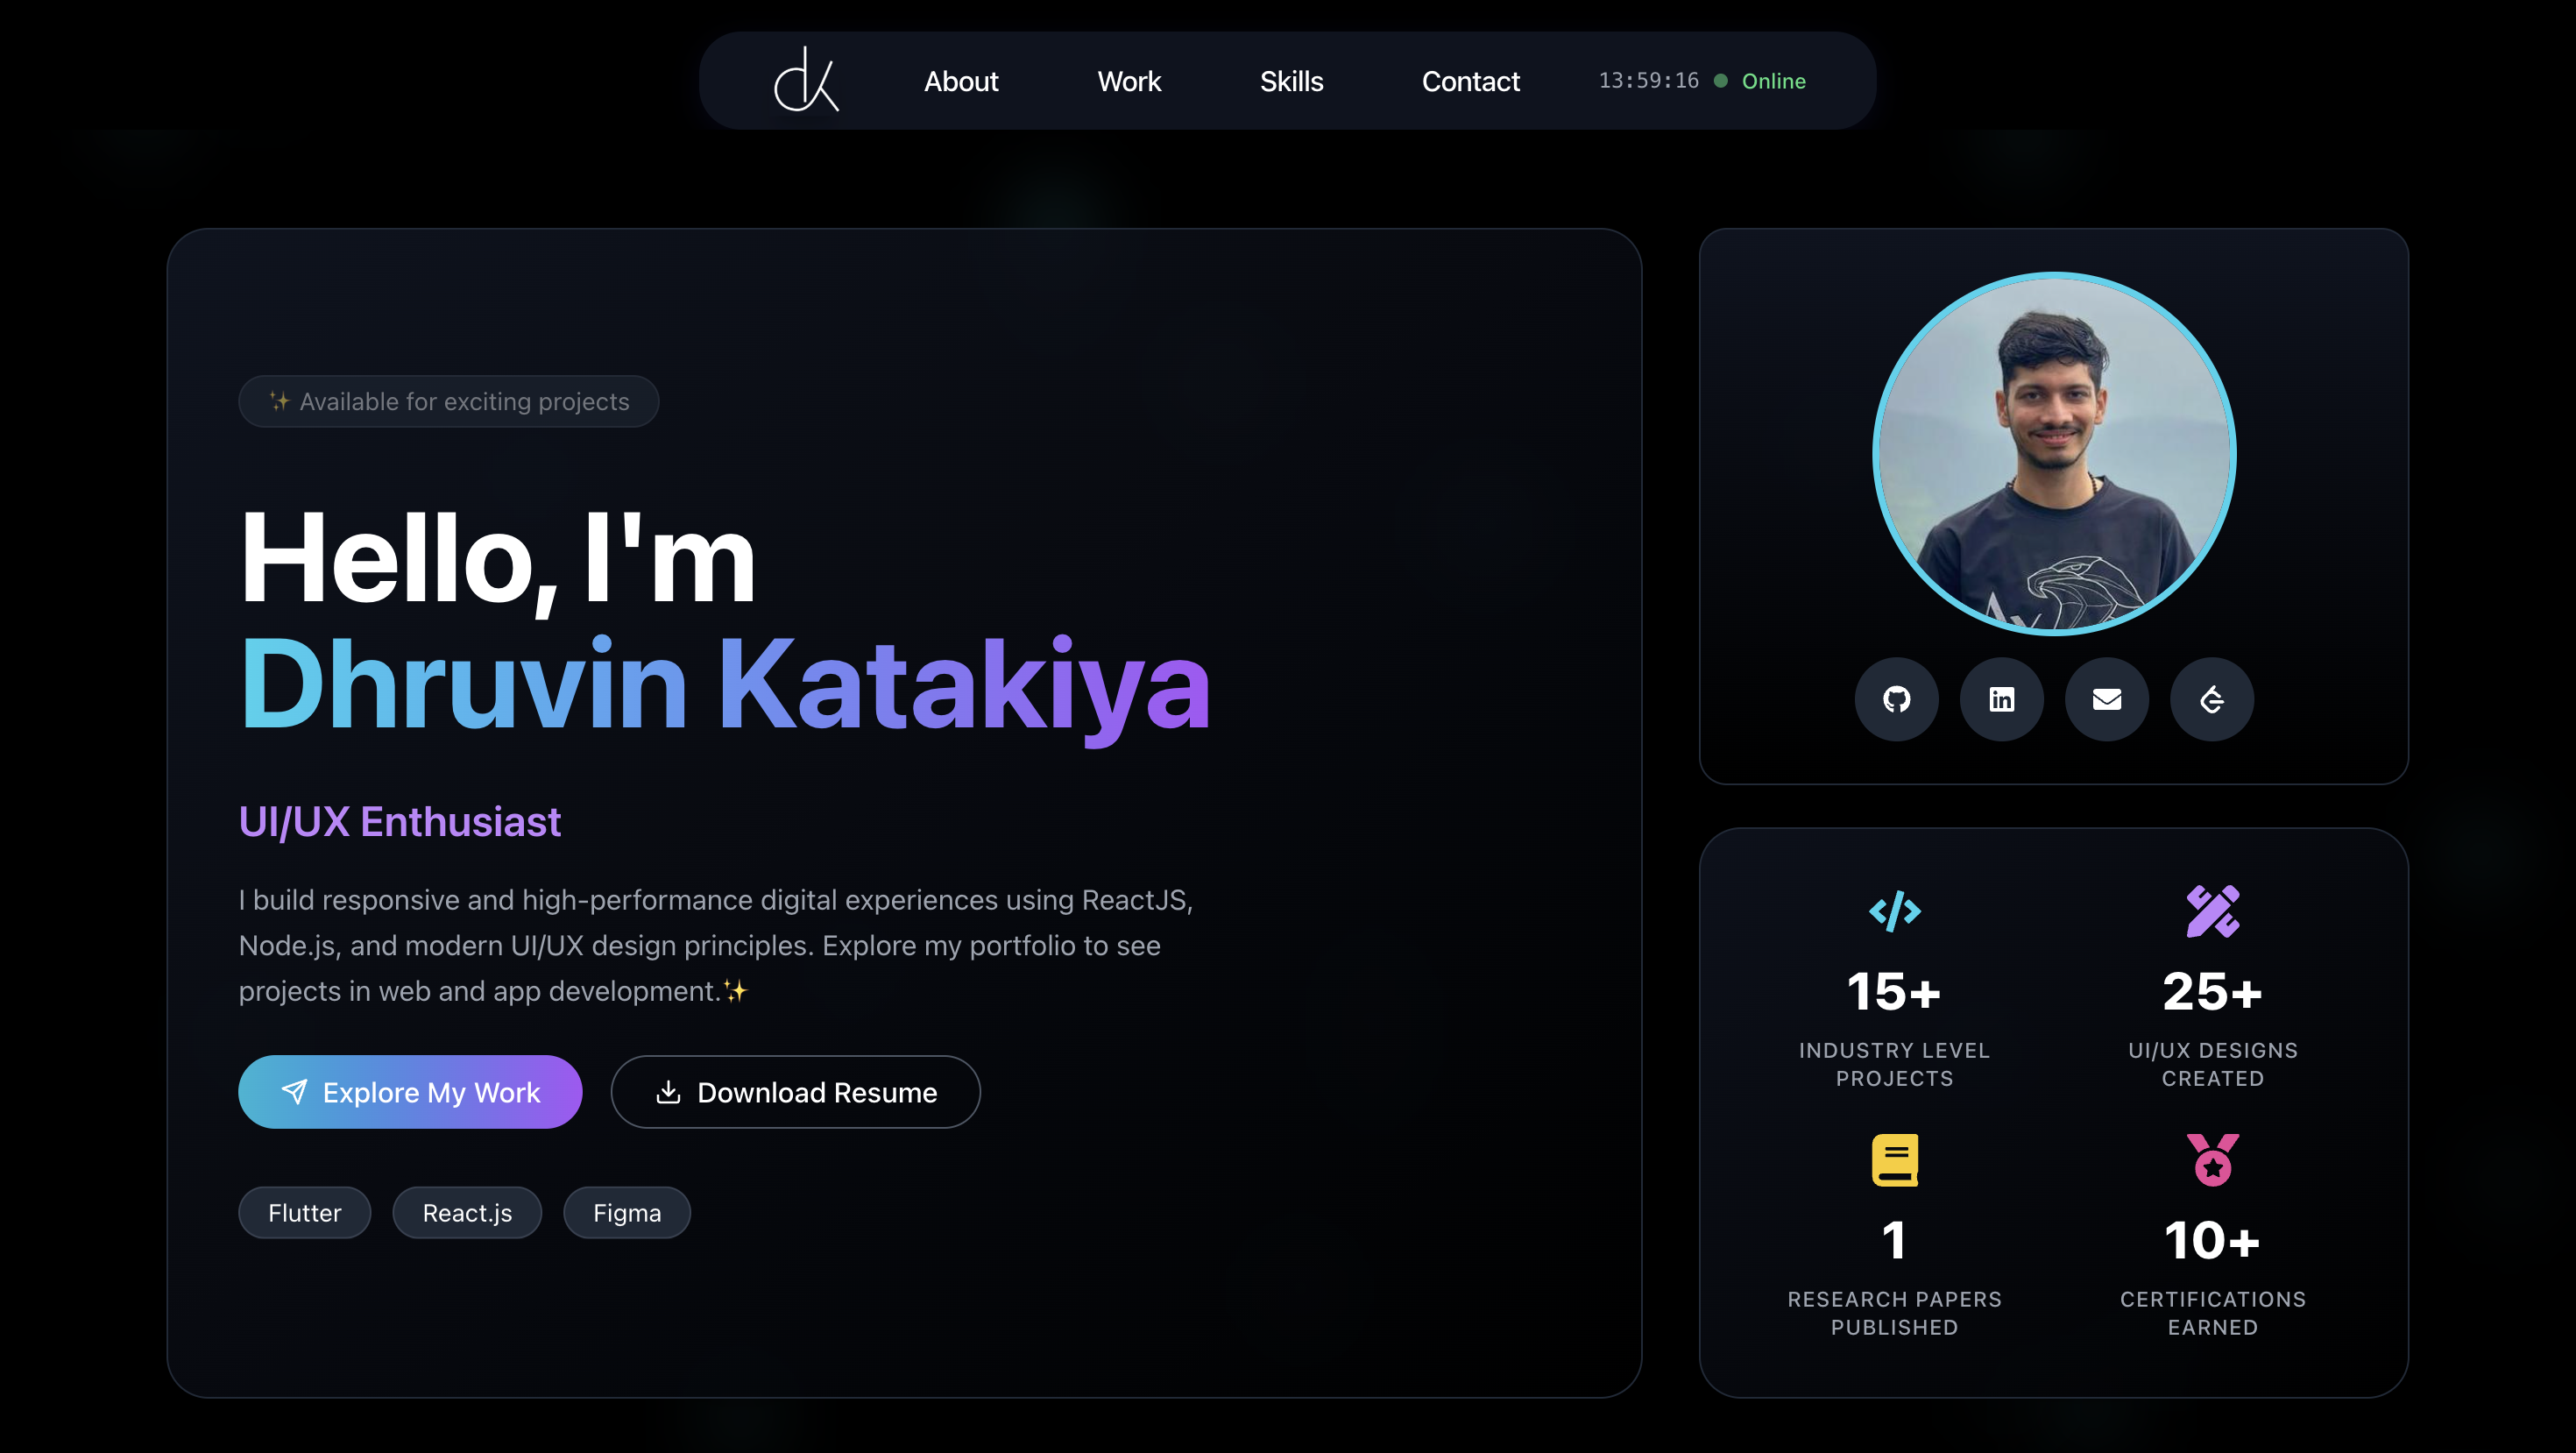 dk
About
Work
Skills
Contact
13:59:16
Online
✨ Available for exciting projects
Hello, I'm
Dhruvin Katakiya
UI/UX Enthusiast
I build responsive and high-performance digital experiences using ReactJS,
Node.js, and modern UI/UX design principles. Explore my portfolio to see
projects in web and app development.✨
Explore My Work
Download Resume
Flutter
React.js
Figma
in
15+
INDUSTRY LEVEL
PROJECTS
25+
UI/UX DESIGNS
CREATED
1
RESEARCH PAPERS
PUBLISHED
10+
CERTIFICATIONS
EARNED